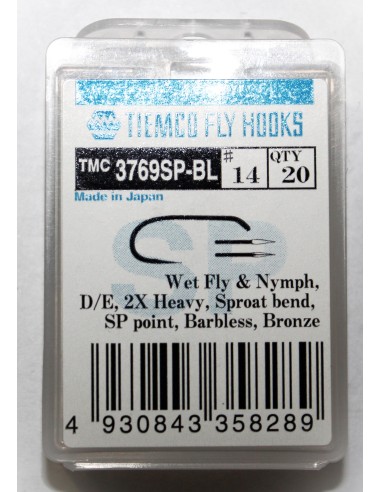 TIEMCO FLY HOOKS
TMC 3769SP-BL # 14 QTY 20
Made in Japan
SP
Wet Fly & Nymph,
D/E, 2X Heavy, Sproat bend,
SP point, Barbless, Bronze
4 930843 358289